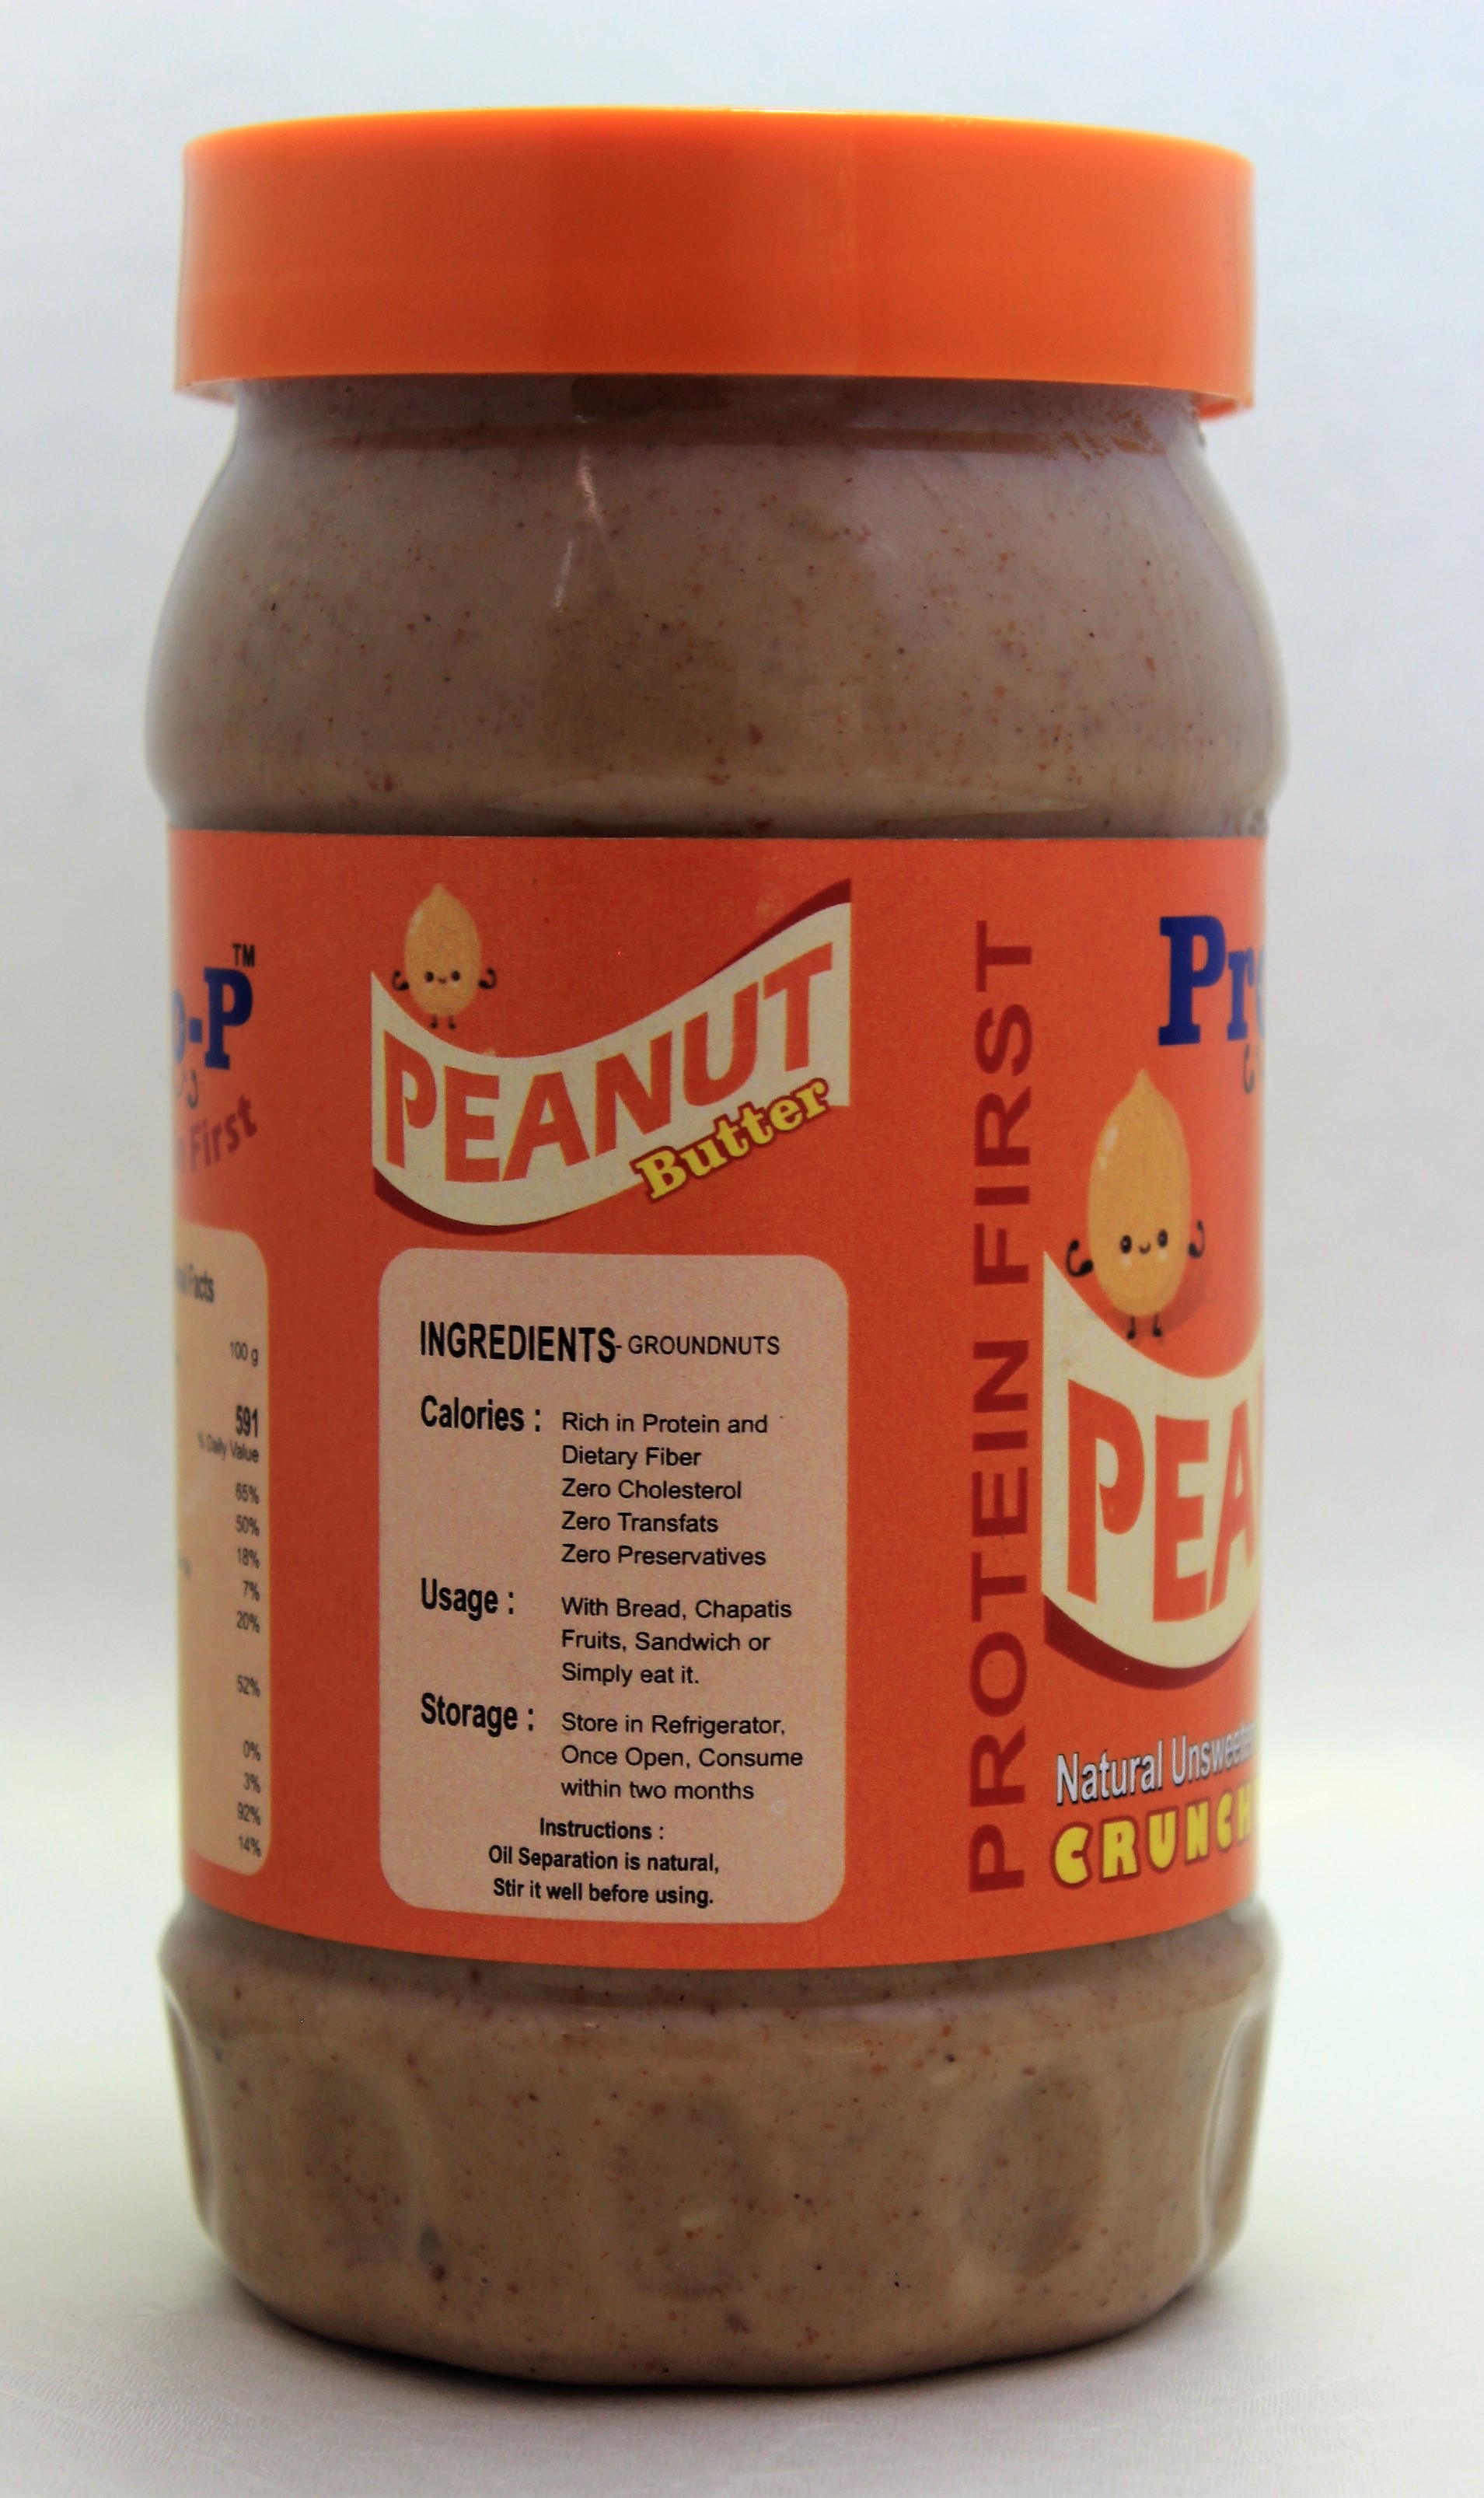 -P™
First
Facts
100 g
591
% Daily Value
65%
50%
18%
7%
20%
52%
0%
3%
92%
14%
PEANUT
Butter
INGREDIENTS- GROUNDNUTS
Calories : Rich in Protein and
Dietary Fiber
Zero Cholesterol
Zero Transfats
Zero Preservatives
Usage : With Bread, Chapatis
Fruits, Sandwich or
Simply eat it.
Storage : Store in Refrigerator,
Once Open, Consume
within two months
Instructions :
Oil Separation is natural,
Stir it well before using.
PROTEIN FIRST
Pro
PEA
Natural Unsweete
CRUNCH